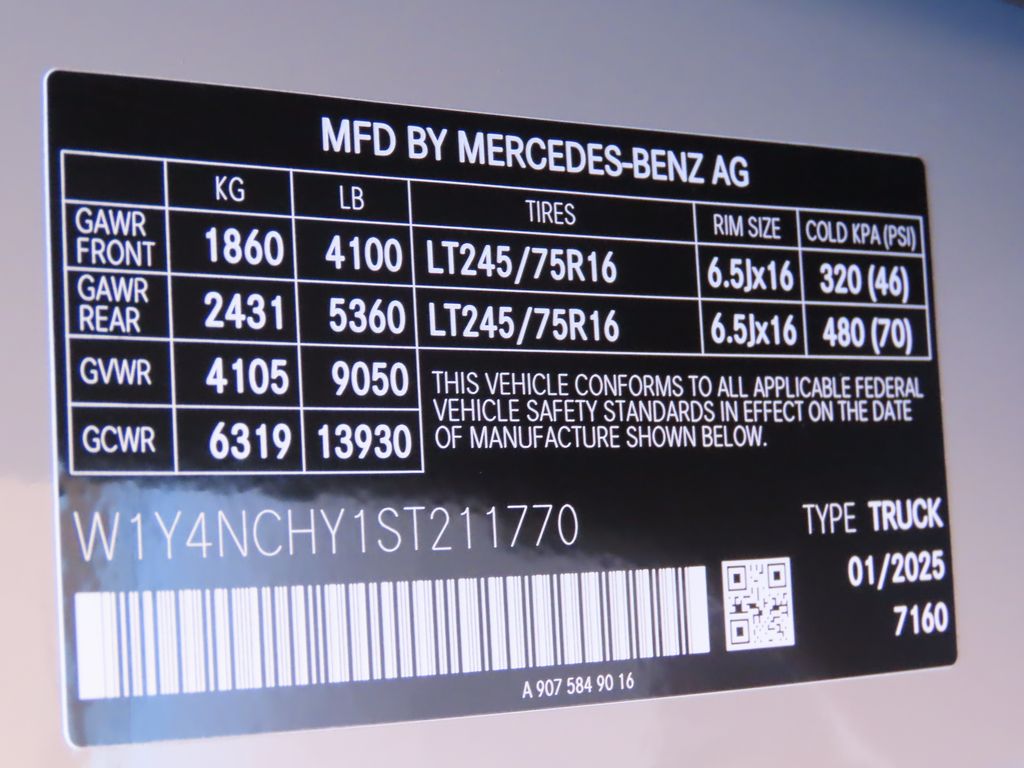 MFD BY MERCEDES-BENZ AG
KG LB TIRES RIM SIZE COLD KPA (PSI)
GAWR FRONT 1860 4100 LT245/75R16 6.5Jx16 320 (46)
GAWR REAR 2431 5360 LT245/75R16 6.5Jx16 480 (70)
GVWR 4105 9050
GCWR 6319 13930
THIS VEHICLE CONFORMS TO ALL APPLICABLE FEDERAL
VEHICLE SAFETY STANDARDS IN EFFECT ON THE DATE
OF MANUFACTURE SHOWN BELOW.
W1Y4NCHY1ST211770
TYPE TRUCK
01/2025
7160
A 907 584 90 16